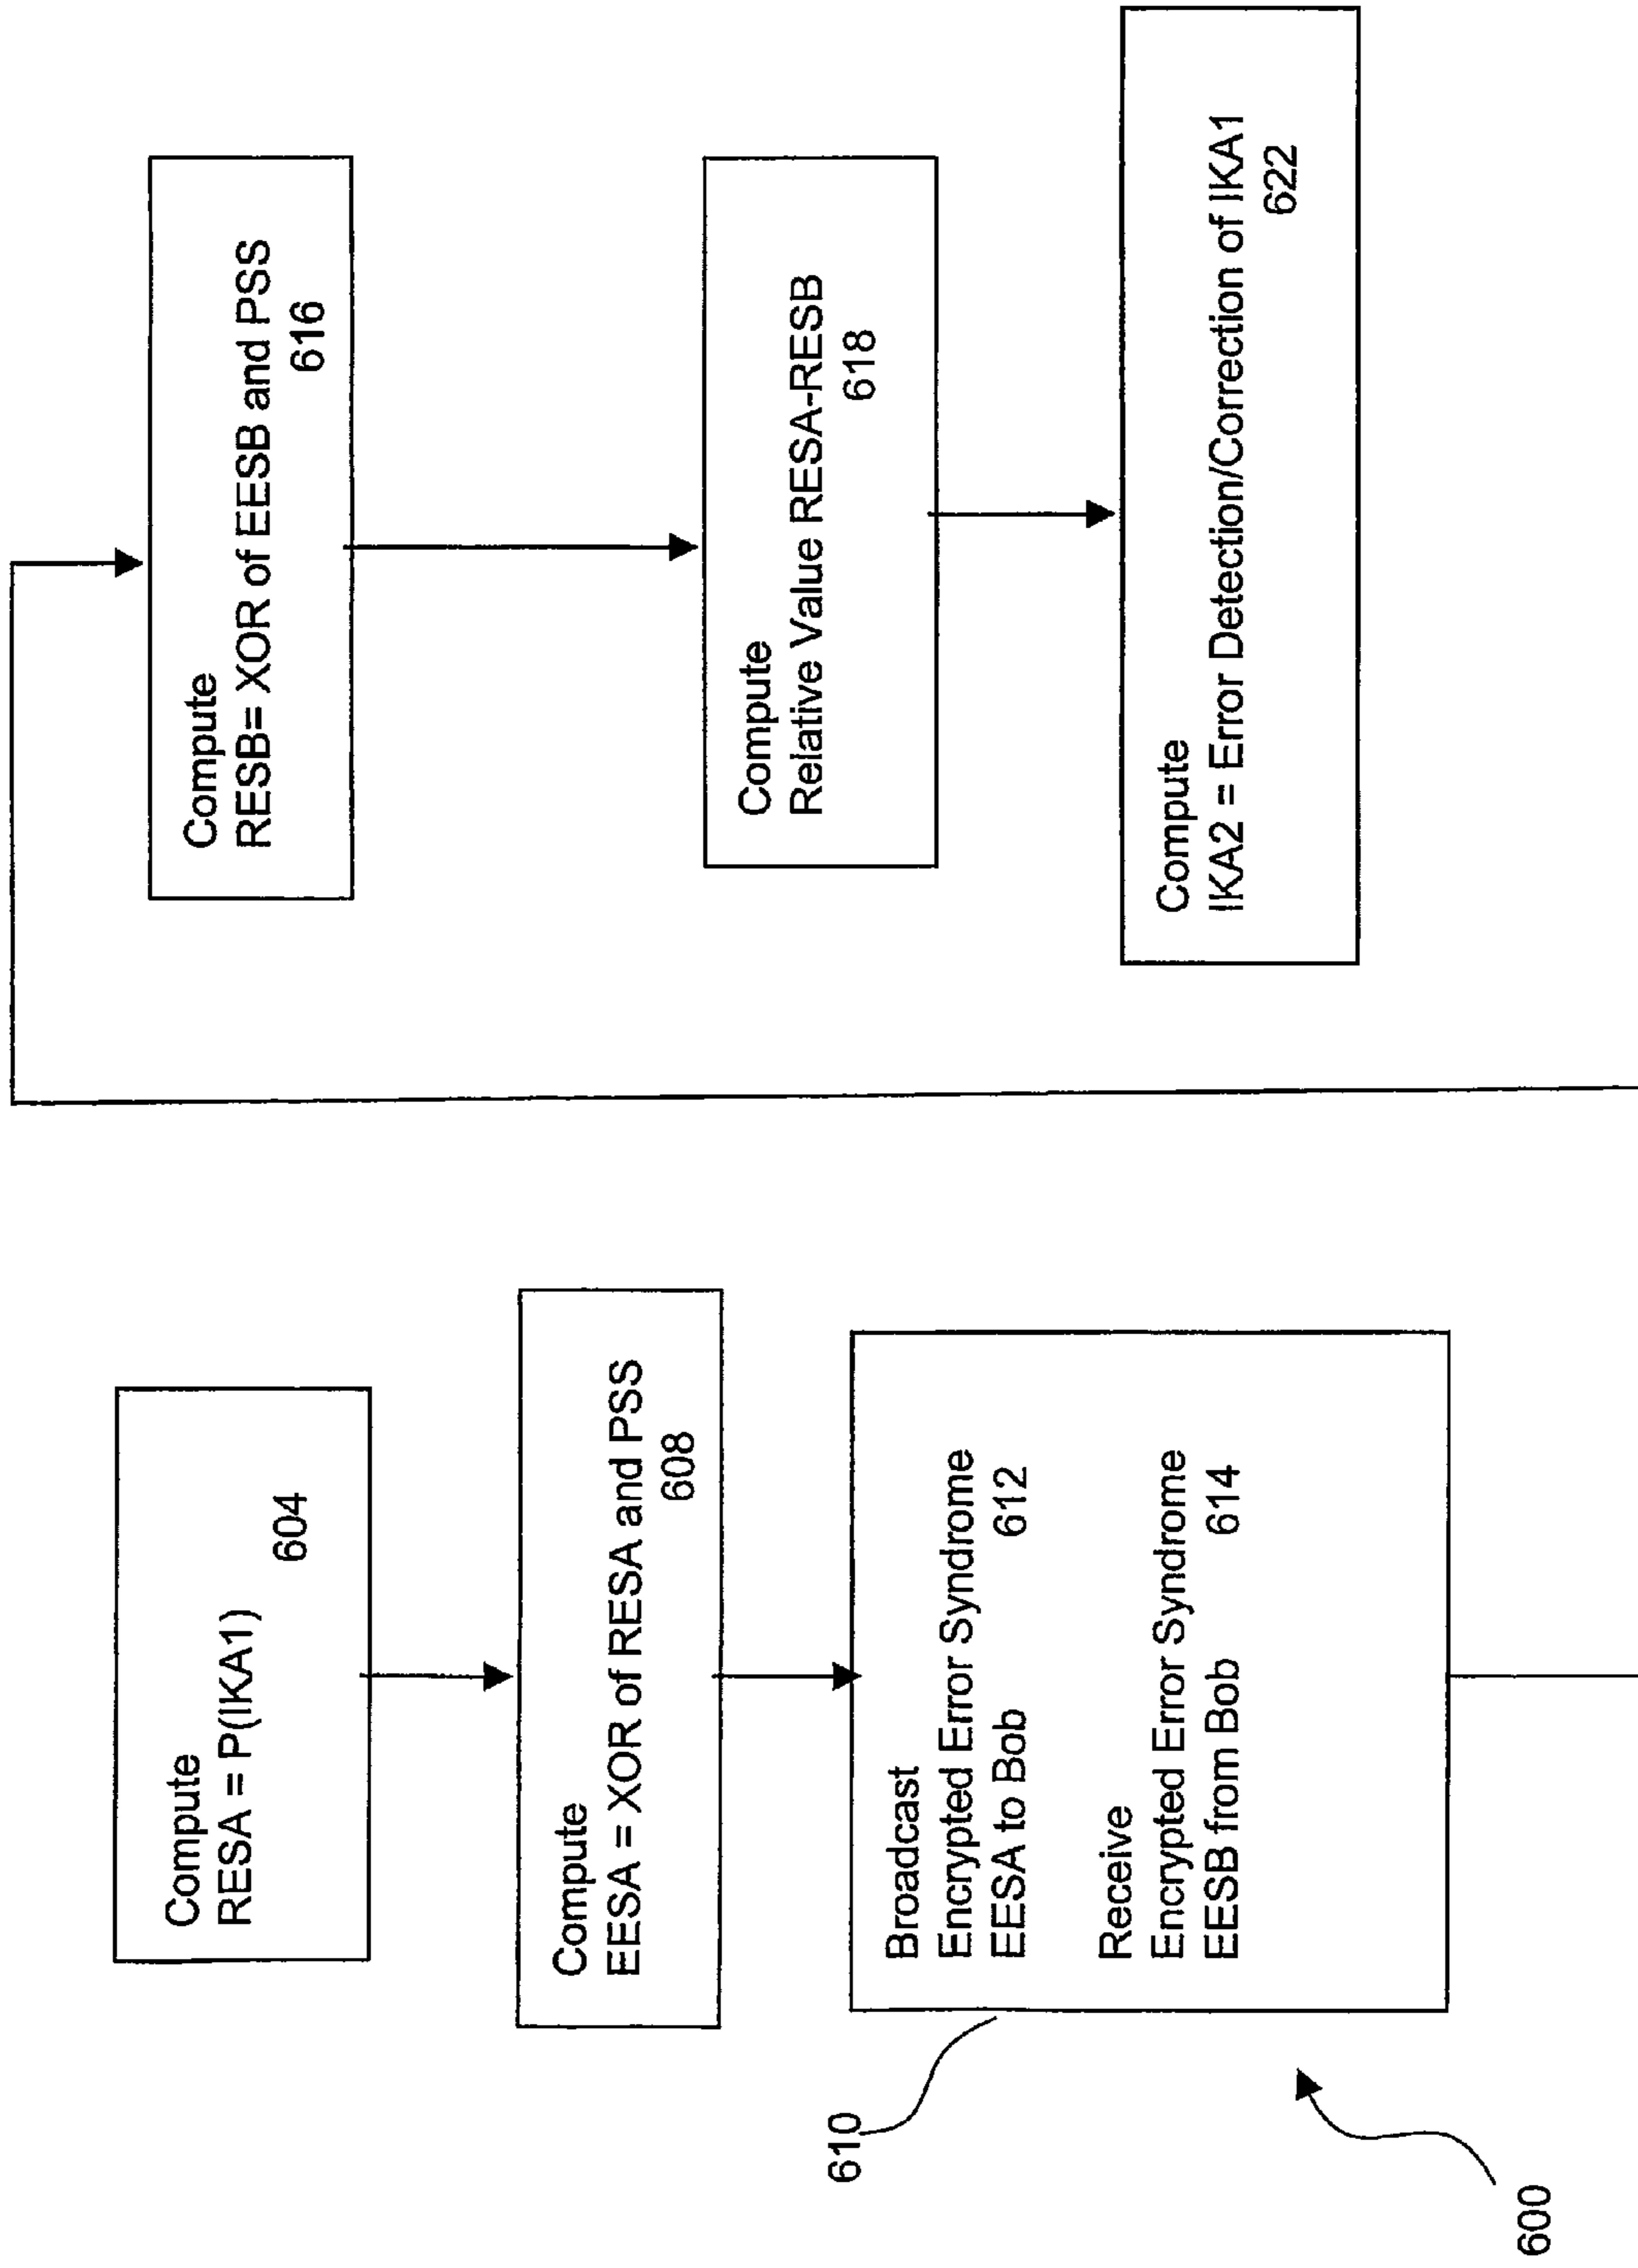 Compute
RESA = P(IKA1)
604
Compute
EESA = XOR of RESA and PSS
608
Broadcast
Encrypted Error Syndrome
EESA to Bob 612
Receive
Encrypted Error Syndrome
EESB from Bob 614
610
600
Compute
RESB= XOR of EESB and PSS
616
Compute
Relative Value RESA-RESB
618
Compute
IKA2 = Error Detection/Correction of IKA1
622